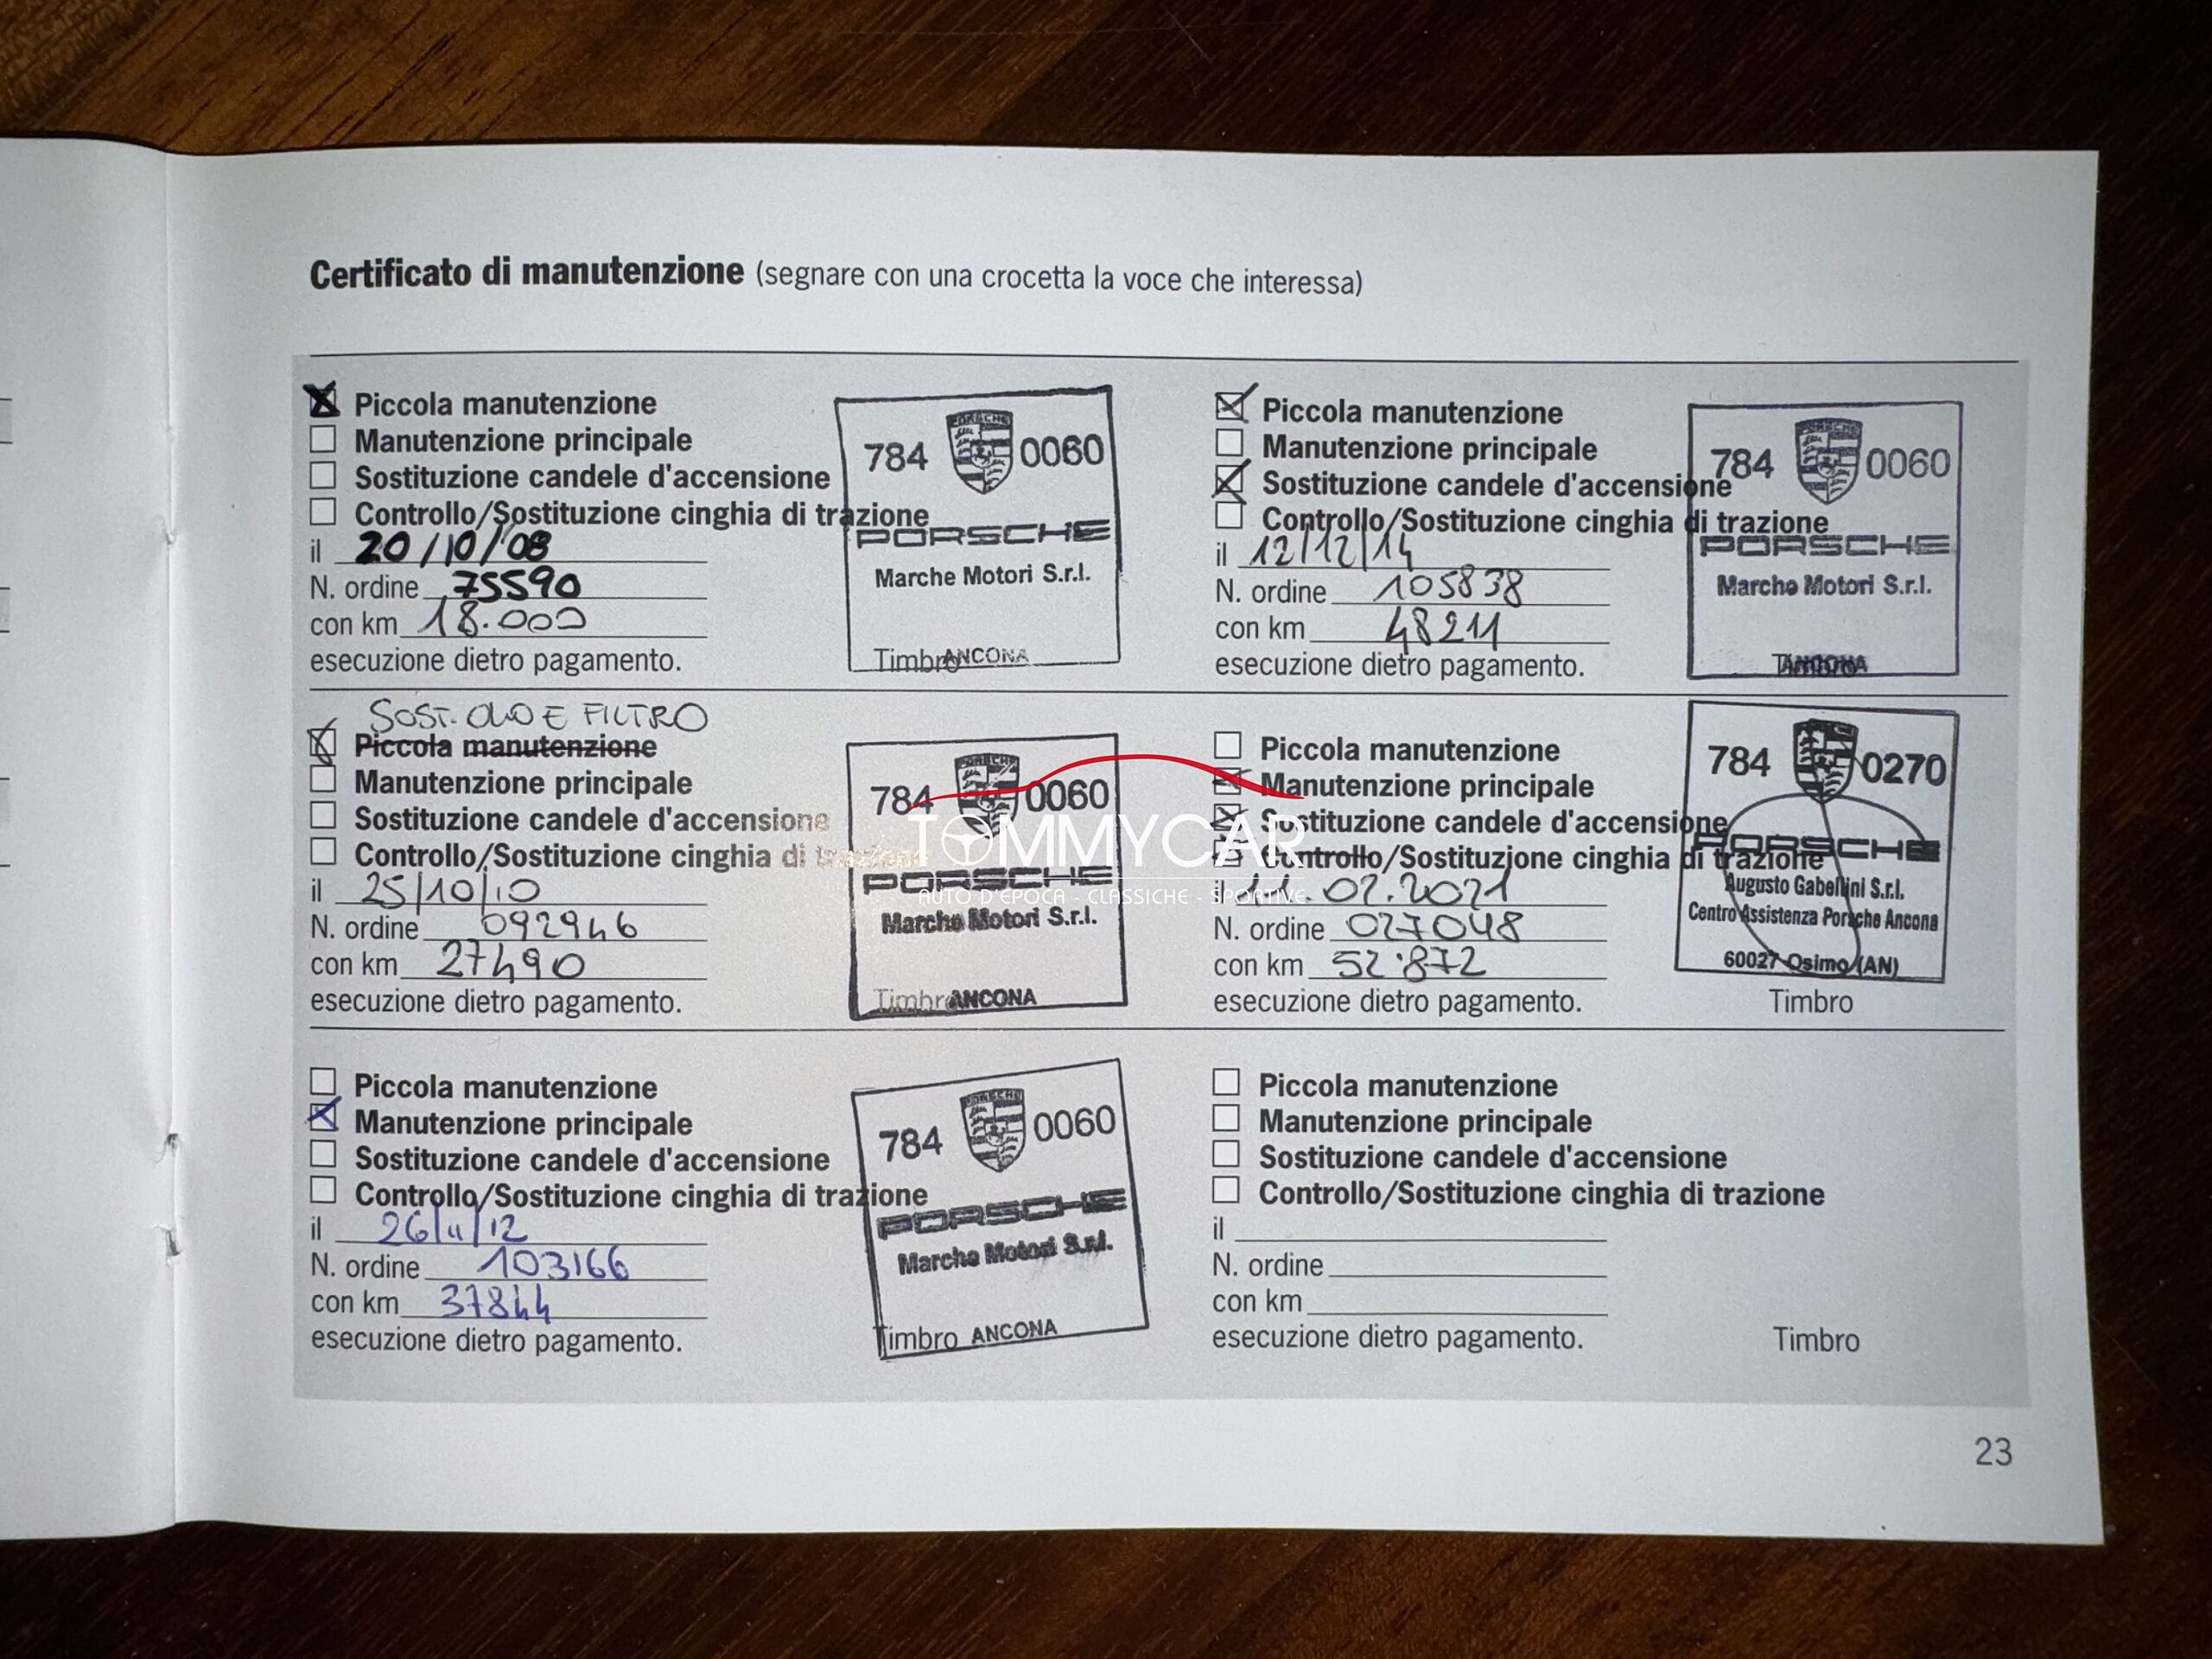 Certificato di manutenzione (segnare con una crocetta la voce che interessa)
Piccola manutenzione
Manutenzione principale
Sostituzione candele d'accensione
Controllo/Sostituzione cinghia di trazione
il 20/10/08
N. ordine 75590
con km 18.000
esecuzione dietro pagamento.
784 0060
PORSCHE
Marche Motori S.r.l.
Timbro ANCONA
SOST. OLIO E FILTRO
Piccola manutenzione
Manutenzione principale
Sostituzione candele d'accensione
Controllo/Sostituzione cinghia di trazione
il 25/10/10
N. ordine 092946
con km 27490
esecuzione dietro pagamento.
PORSCHE
784 0060
PORSCHE
Marche Motori S.r.l.
Timbro ANCONA
Piccola manutenzione
Manutenzione principale
Sostituzione candele d'accensione
Controllo/Sostituzione cinghia di trazione
il 26/11/12
N. ordine 103166
con km 37844
esecuzione dietro pagamento.
784 0060
PORSCHE
Marche Motori S.r.l.
Timbro ANCONA
Piccola manutenzione
Manutenzione principale
Sostituzione candele d'accensione
Controllo/Sostituzione cinghia di trazione
il 12/12/14
N. ordine 105838
con km 48211
esecuzione dietro pagamento.
784 0060
PORSCHE
Marche Motori S.r.l.
Piccola manutenzione
Manutenzione principale
Sostituzione candele d'accensione
Controllo/Sostituzione cinghia di trazione
il 02.2021
N. ordine 027048
con km 52.872
esecuzione dietro pagamento.
784 0270
PORSCHE
Augusto Gabellini S.r.l.
Centro Assistenza Porsche Ancona
60027 Osimo (AN)
Timbro
Piccola manutenzione
Manutenzione principale
Sostituzione candele d'accensione
Controllo/Sostituzione cinghia di trazione
il
N. ordine
con km
esecuzione dietro pagamento.
Timbro
TOMMYCAR
AUTO D'EPOCA - CLASSICHE - SPORTIVE
23